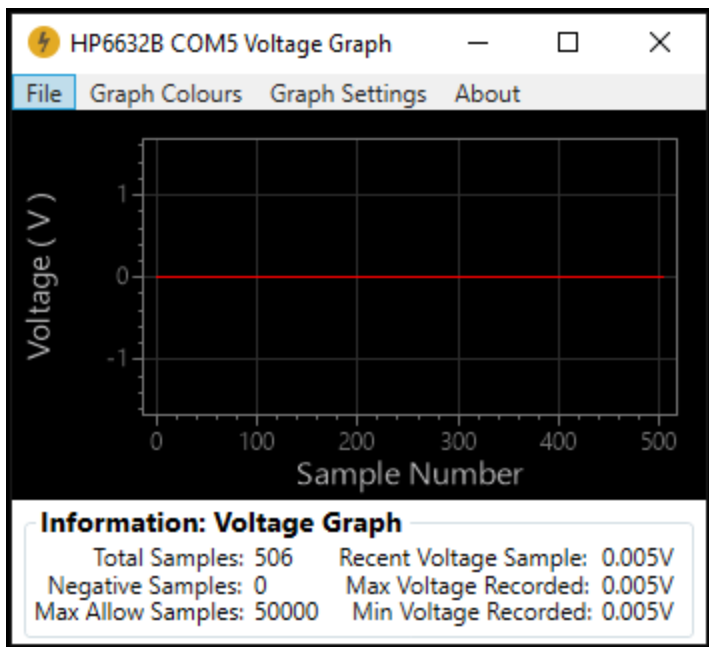 HP6632B COM5 Voltage Graph
File Graph Colours Graph Settings About
Voltage ( V )
1
0
-1
0 100 200 300 400 500
Sample Number
Information: Voltage Graph
Total Samples: 506 Recent Voltage Sample: 0.005V
Negative Samples: 0 Max Voltage Recorded: 0.005V
Max Allow Samples: 50000 Min Voltage Recorded: 0.005V